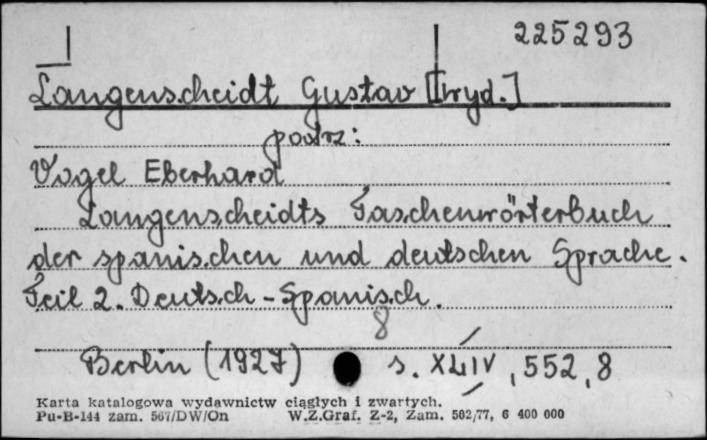 225293
Langenscheidt Gustav [wyd.]
patrz:
Vogel Eberhard
Langenscheidts Taschenwörterbuch
der spanischen und deutschen Sprache.
Teil 2. Deutsch-Spanisch.
8
Berlin (1927) s. XLIV, 552, 8
Karta katalogowa wydawnictw ciągłych i zwartych.
Pu-B-144 zam. 567/DW/On W.Z.Graf. Z-2, Zam. 502/77, 6 400 000